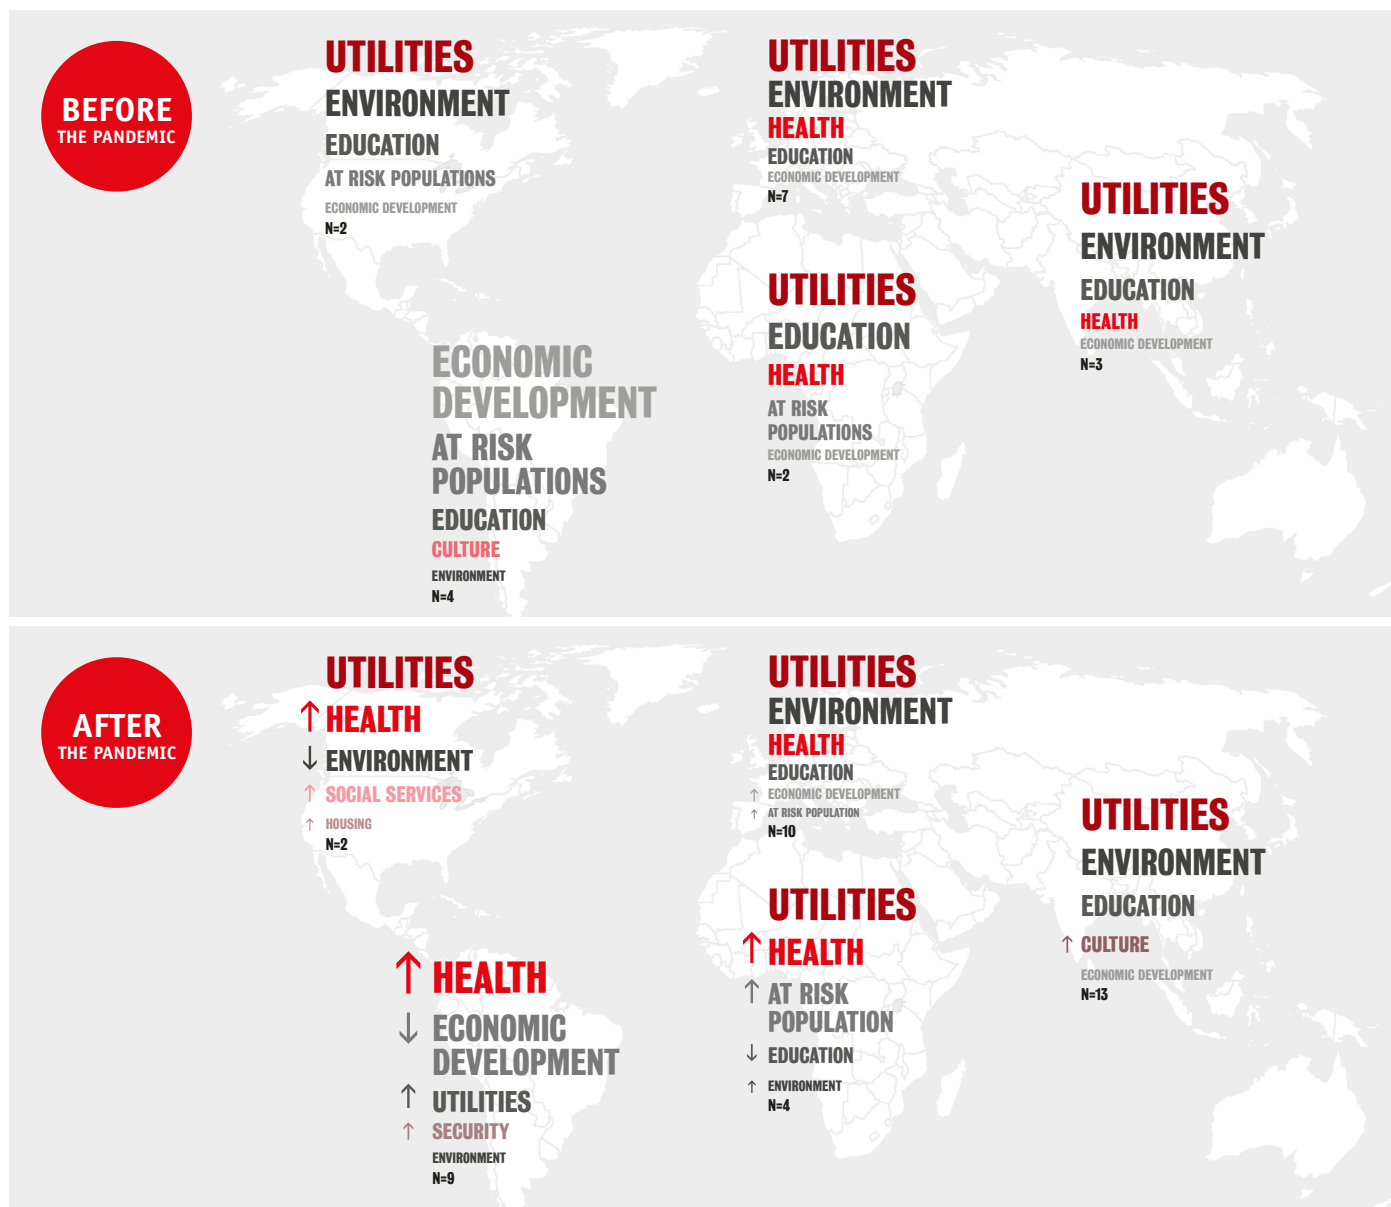 BEFORE
THE PANDEMIC
UTILITIES
ENVIRONMENT
EDUCATION
AT RISK POPULATIONS
ECONOMIC DEVELOPMENT
N=2
ECONOMIC
DEVELOPMENT
AT RISK
POPULATIONS
EDUCATION
CULTURE
ENVIRONMENT
N=4
UTILITIES
ENVIRONMENT
HEALTH
EDUCATION
ECONOMIC DEVELOPMENT
N=7
UTILITIES
EDUCATION
HEALTH
AT RISK
POPULATIONS
ECONOMIC DEVELOPMENT
N=2
UTILITIES
ENVIRONMENT
EDUCATION
HEALTH
ECONOMIC DEVELOPMENT
N=3
AFTER
THE PANDEMIC
UTILITIES
↑ HEALTH
↓ ENVIRONMENT
↑ SOCIAL SERVICES
↑ HOUSING
N=2
↑ HEALTH
↓ ECONOMIC
DEVELOPMENT
↑ UTILITIES
↑ SECURITY
ENVIRONMENT
N=9
UTILITIES
ENVIRONMENT
HEALTH
EDUCATION
↑ ECONOMIC DEVELOPMENT
↑ AT RISK POPULATION
N=10
UTILITIES
↑ HEALTH
↑ AT RISK
POPULATION
↓ EDUCATION
↑ ENVIRONMENT
N=4
UTILITIES
ENVIRONMENT
EDUCATION
↑ CULTURE
ECONOMIC DEVELOPMENT
N=13